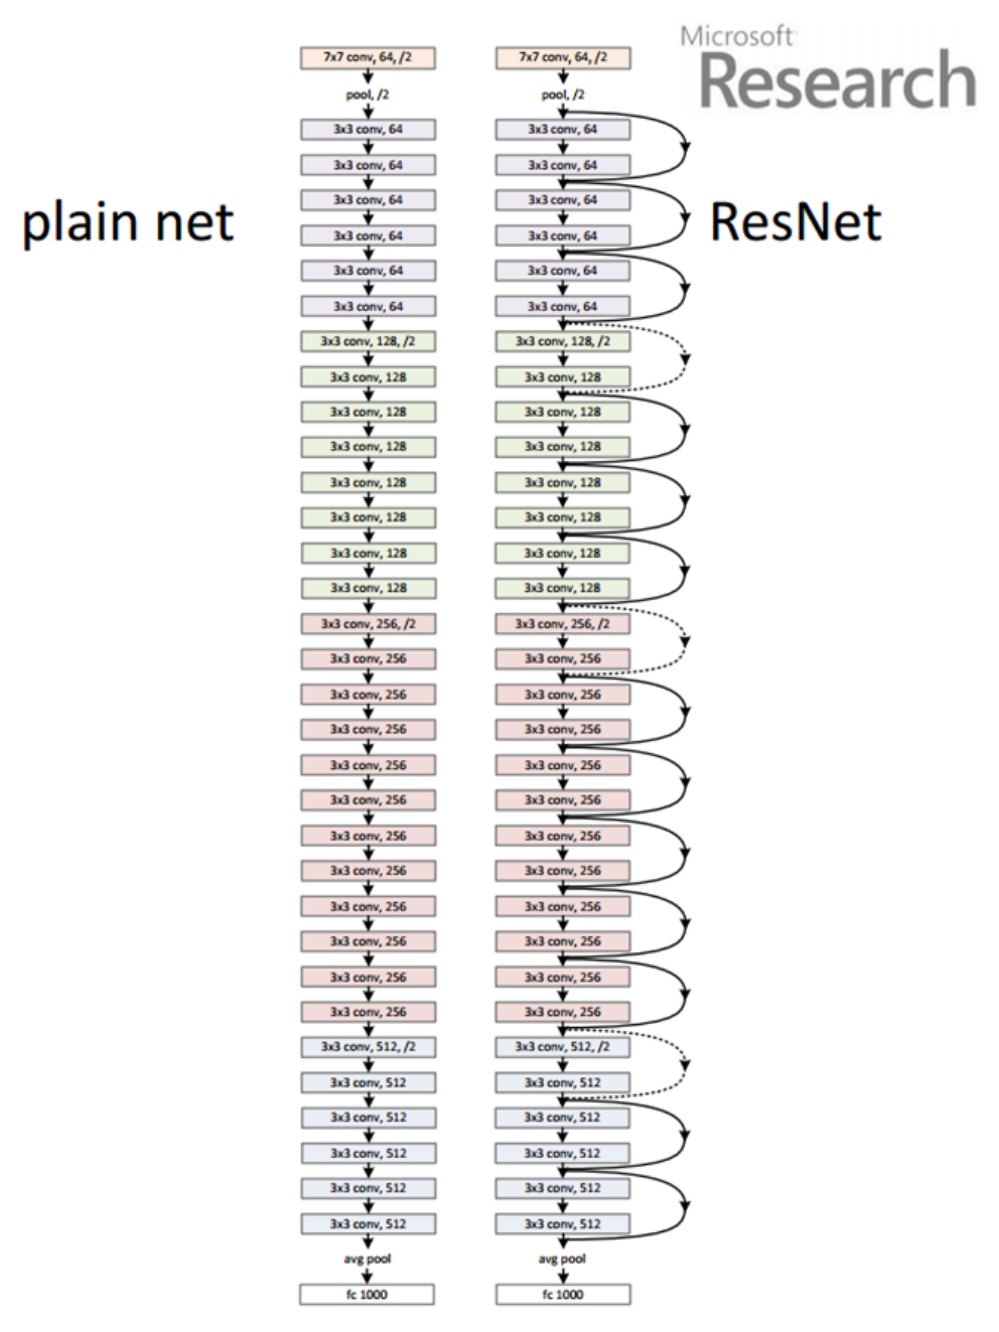 Microsoft
Research
plain net
ResNet
7x7 conv, 64, /2
pool, /2
3x3 conv, 64
3x3 conv, 64
3x3 conv, 64
3x3 conv, 64
3x3 conv, 64
3x3 conv, 64
3x3 conv, 128, /2
3x3 conv, 128
3x3 conv, 128
3x3 conv, 128
3x3 conv, 128
3x3 conv, 128
3x3 conv, 128
3x3 conv, 128
3x3 conv, 256, /2
3x3 conv, 256
3x3 conv, 256
3x3 conv, 256
3x3 conv, 256
3x3 conv, 256
3x3 conv, 256
3x3 conv, 256
3x3 conv, 256
3x3 conv, 256
3x3 conv, 256
3x3 conv, 256
3x3 conv, 512, /2
3x3 conv, 512
3x3 conv, 512
3x3 conv, 512
3x3 conv, 512
3x3 conv, 512
avg pool
fc 1000
7x7 conv, 64, /2
pool, /2
3x3 conv, 64
3x3 conv, 64
3x3 conv, 64
3x3 conv, 64
3x3 conv, 64
3x3 conv, 64
3x3 conv, 128, /2
3x3 conv, 128
3x3 conv, 128
3x3 conv, 128
3x3 conv, 128
3x3 conv, 128
3x3 conv, 128
3x3 conv, 128
3x3 conv, 256, /2
3x3 conv, 256
3x3 conv, 256
3x3 conv, 256
3x3 conv, 256
3x3 conv, 256
3x3 conv, 256
3x3 conv, 256
3x3 conv, 256
3x3 conv, 256
3x3 conv, 256
3x3 conv, 256
3x3 conv, 512, /2
3x3 conv, 512
3x3 conv, 512
3x3 conv, 512
3x3 conv, 512
3x3 conv, 512
avg pool
fc 1000